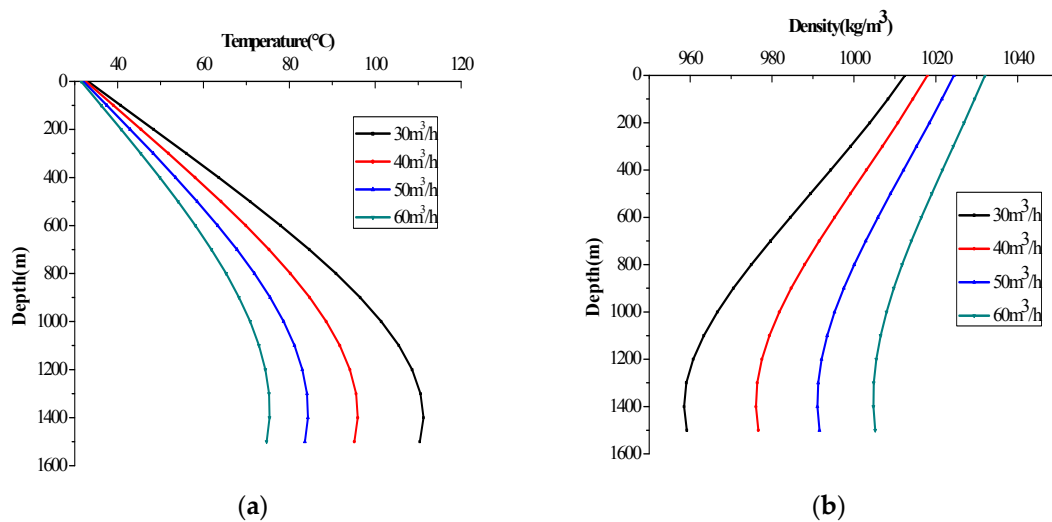 Temperature(°C)
40 60 80 100 120
0
200
400
600
800
1000
1200
1400
1600
Depth(m)
30m³/h
40m³/h
50m³/h
60m³/h
(a)
Density(kg/m³)
960 980 1000 1020 1040
0
200
400
600
800
1000
1200
1400
1600
Depth(m)
30m³/h
40m³/h
50m³/h
60m³/h
(b)